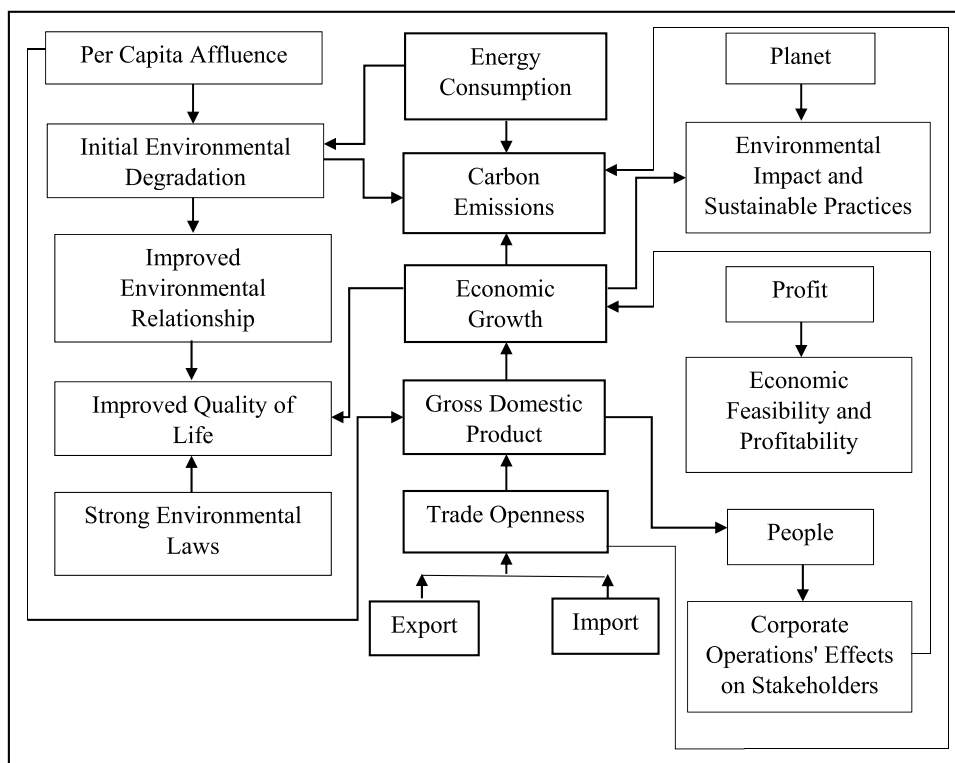 Per Capita Affluence
Initial Environmental
Degradation
Improved
Environmental
Relationship
Improved Quality of
Life
Strong Environmental
Laws
Energy
Consumption
Carbon
Emissions
Economic
Growth
Gross Domestic
Product
Trade Openness
Export
Import
Planet
Environmental
Impact and
Sustainable Practices
Profit
Economic
Feasibility and
Profitability
People
Corporate
Operations' Effects
on Stakeholders